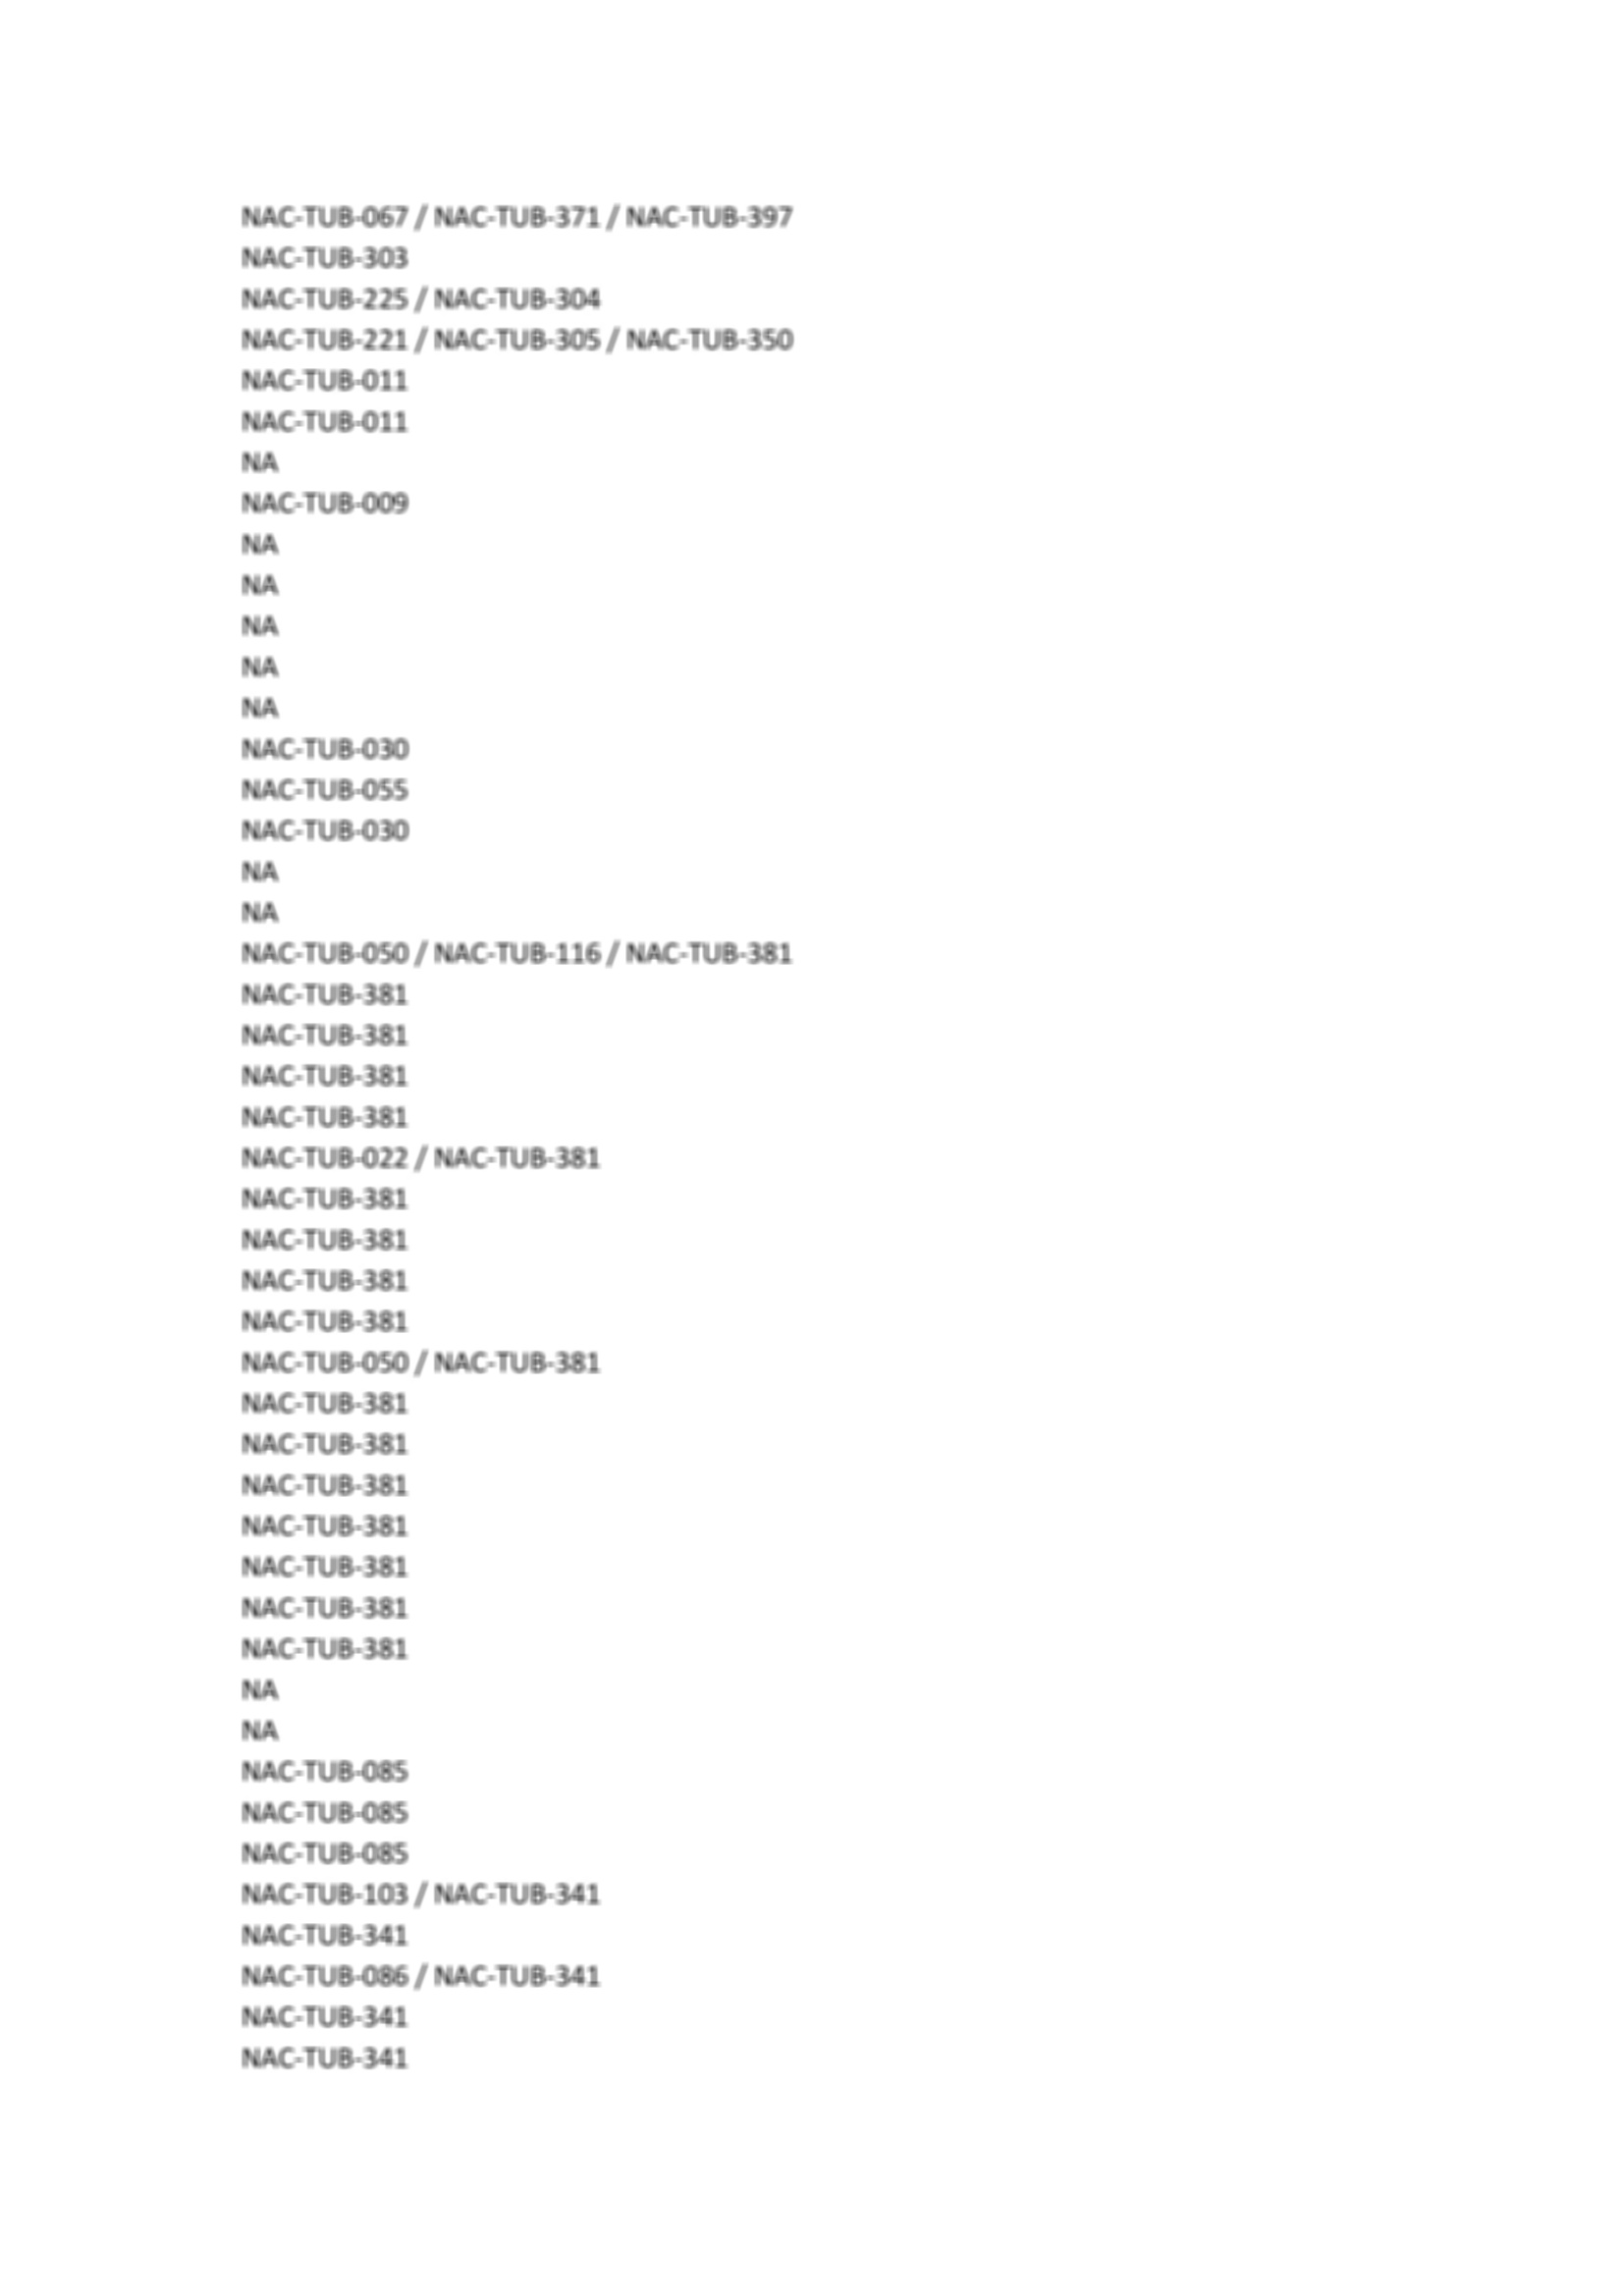 NAC-TUB-067 / NAC-TUB-371 / NAC-TUB-397
NAC-TUB-303
NAC-TUB-225 / NAC-TUB-304
NAC-TUB-221 / NAC-TUB-305 / NAC-TUB-350
NAC-TUB-011
NAC-TUB-011
NA
NAC-TUB-009
NA
NA
NA
NA
NA
NAC-TUB-030
NAC-TUB-055
NAC-TUB-030
NA
NA
NAC-TUB-050 / NAC-TUB-116 / NAC-TUB-381
NAC-TUB-381
NAC-TUB-381
NAC-TUB-381
NAC-TUB-381
NAC-TUB-022 / NAC-TUB-381
NAC-TUB-381
NAC-TUB-381
NAC-TUB-381
NAC-TUB-381
NAC-TUB-050 / NAC-TUB-381
NAC-TUB-381
NAC-TUB-381
NAC-TUB-381
NAC-TUB-381
NAC-TUB-381
NAC-TUB-381
NAC-TUB-381
NA
NA
NAC-TUB-085
NAC-TUB-085
NAC-TUB-085
NAC-TUB-103 / NAC-TUB-341
NAC-TUB-341
NAC-TUB-086 / NAC-TUB-341
NAC-TUB-341
NAC-TUB-341